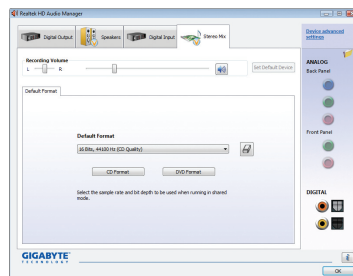 Realtek HD Audio Manager
Digital Output
Speakers
Digital Input
Stereo Mix
Device advanced settings
Recording Volume
L
R
Set Default Device
ANALOG
Back Panel
Default Format
Default Format
16 Bits, 44100 Hz (CD Quality)
CD Format
DVD Format
Select the sample rate and bit depth to be used when running in shared
mode.
Front Panel
DIGITAL
GIGABYTE
TECHNOLOGY
i
OK